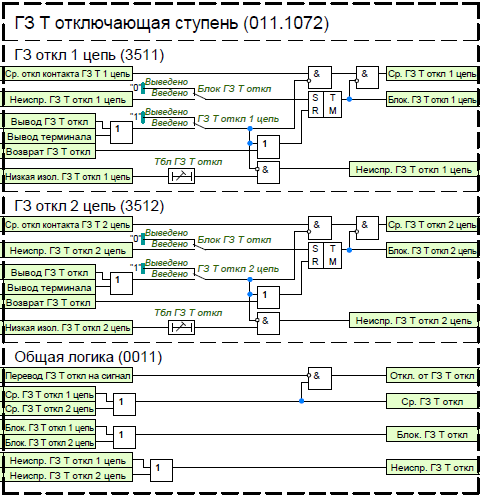 ГЗ Т отключающая ступень (011.1072)
ГЗ откл 1 цепь (3511)
Ср. откл контакта ГЗ Т 1 цепь
"0"
Выведено
Введено
Блок ГЗ Т откл
&
&
Ср. ГЗ Т откл 1 цепь
Неиспр. ГЗ Т откл 1 цепь
S T
R M
Блок. ГЗ Т откл 1 цепь
Вывод ГЗ Т откл
"1"
Выведено
Введено
ГЗ Т откл 1 цепь
Вывод терминала
1
Возврат ГЗ Т откл
1
Тбл ГЗ Т откл
Низкая изол. ГЗ Т откл 1 цепь
&
Неиспр. ГЗ Т откл 1 цепь
ГЗ откл 2 цепь (3512)
Ср. откл контакта ГЗ Т 2 цепь
"0"
Выведено
Введено
Блок ГЗ Т откл
&
&
Ср. ГЗ Т откл 2 цепь
Неиспр. ГЗ Т откл 2 цепь
S T
R M
Блок. ГЗ Т откл 2 цепь
Вывод ГЗ Т откл
"1"
Выведено
Введено
ГЗ Т откл 2 цепь
Вывод терминала
1
Возврат ГЗ Т откл
1
Тбл ГЗ Т откл
Низкая изол. ГЗ Т откл 2 цепь
&
Неиспр. ГЗ Т откл 2 цепь
Общая логика (0011)
Перевод ГЗ Т откл на сигнал
&
Откл. от ГЗ Т откл
Ср. ГЗ Т откл 1 цепь
Ср. ГЗ Т откл 2 цепь
1
Ср. ГЗ Т откл
Блок. ГЗ Т откл 1 цепь
Блок. ГЗ Т откл 2 цепь
1
Блок. ГЗ Т откл
Неиспр. ГЗ Т откл 1 цепь
Неиспр. ГЗ Т откл 2 цепь
1
Неиспр. ГЗ Т откл